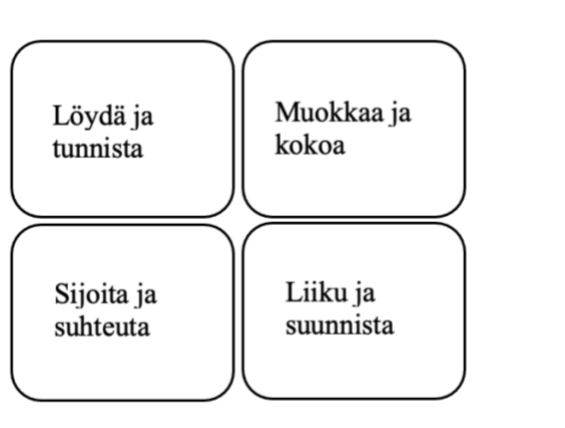 Löydä ja
tunnista
Muokkaa ja
kokoa
Sijoita ja
suhteuta
Liiku ja
suunnista